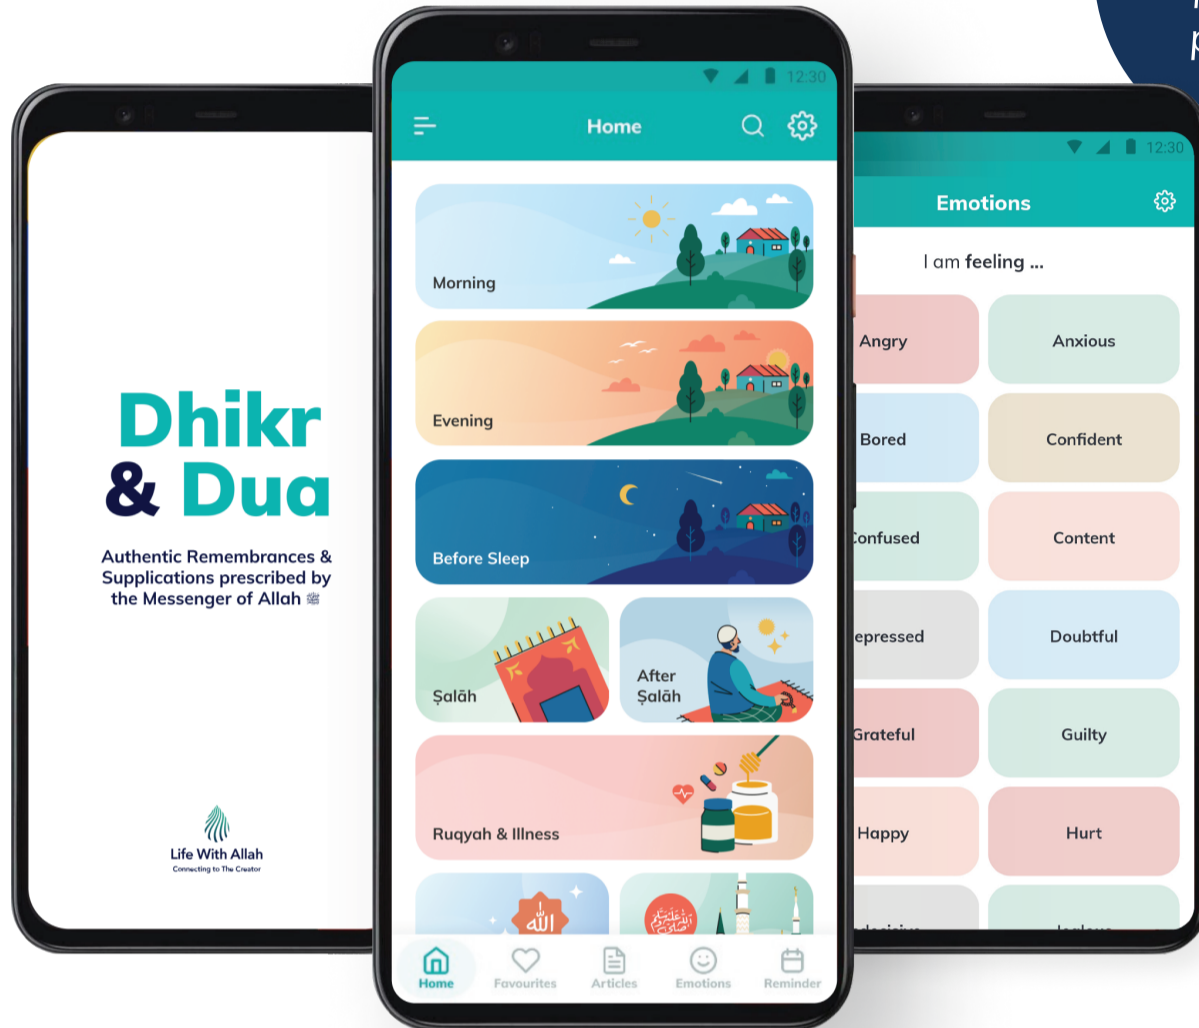 Dhikr
& Dua
Authentic Remembrances &
Supplications prescribed by
the Messenger of Allah ﷺ
Life With Allah
Connecting to The Creator
12:30
Home
Morning
Evening
Before Sleep
Ṣalāh
After
Ṣalāh
Ruqyah & Illness
الله
Home
Favourites
Articles
Emotions
Reminder
12:30
Emotions
I am feeling ...
Angry
Anxious
Bored
Confident
Confused
Content
epressed
Doubtful
Grateful
Guilty
Happy
Hurt